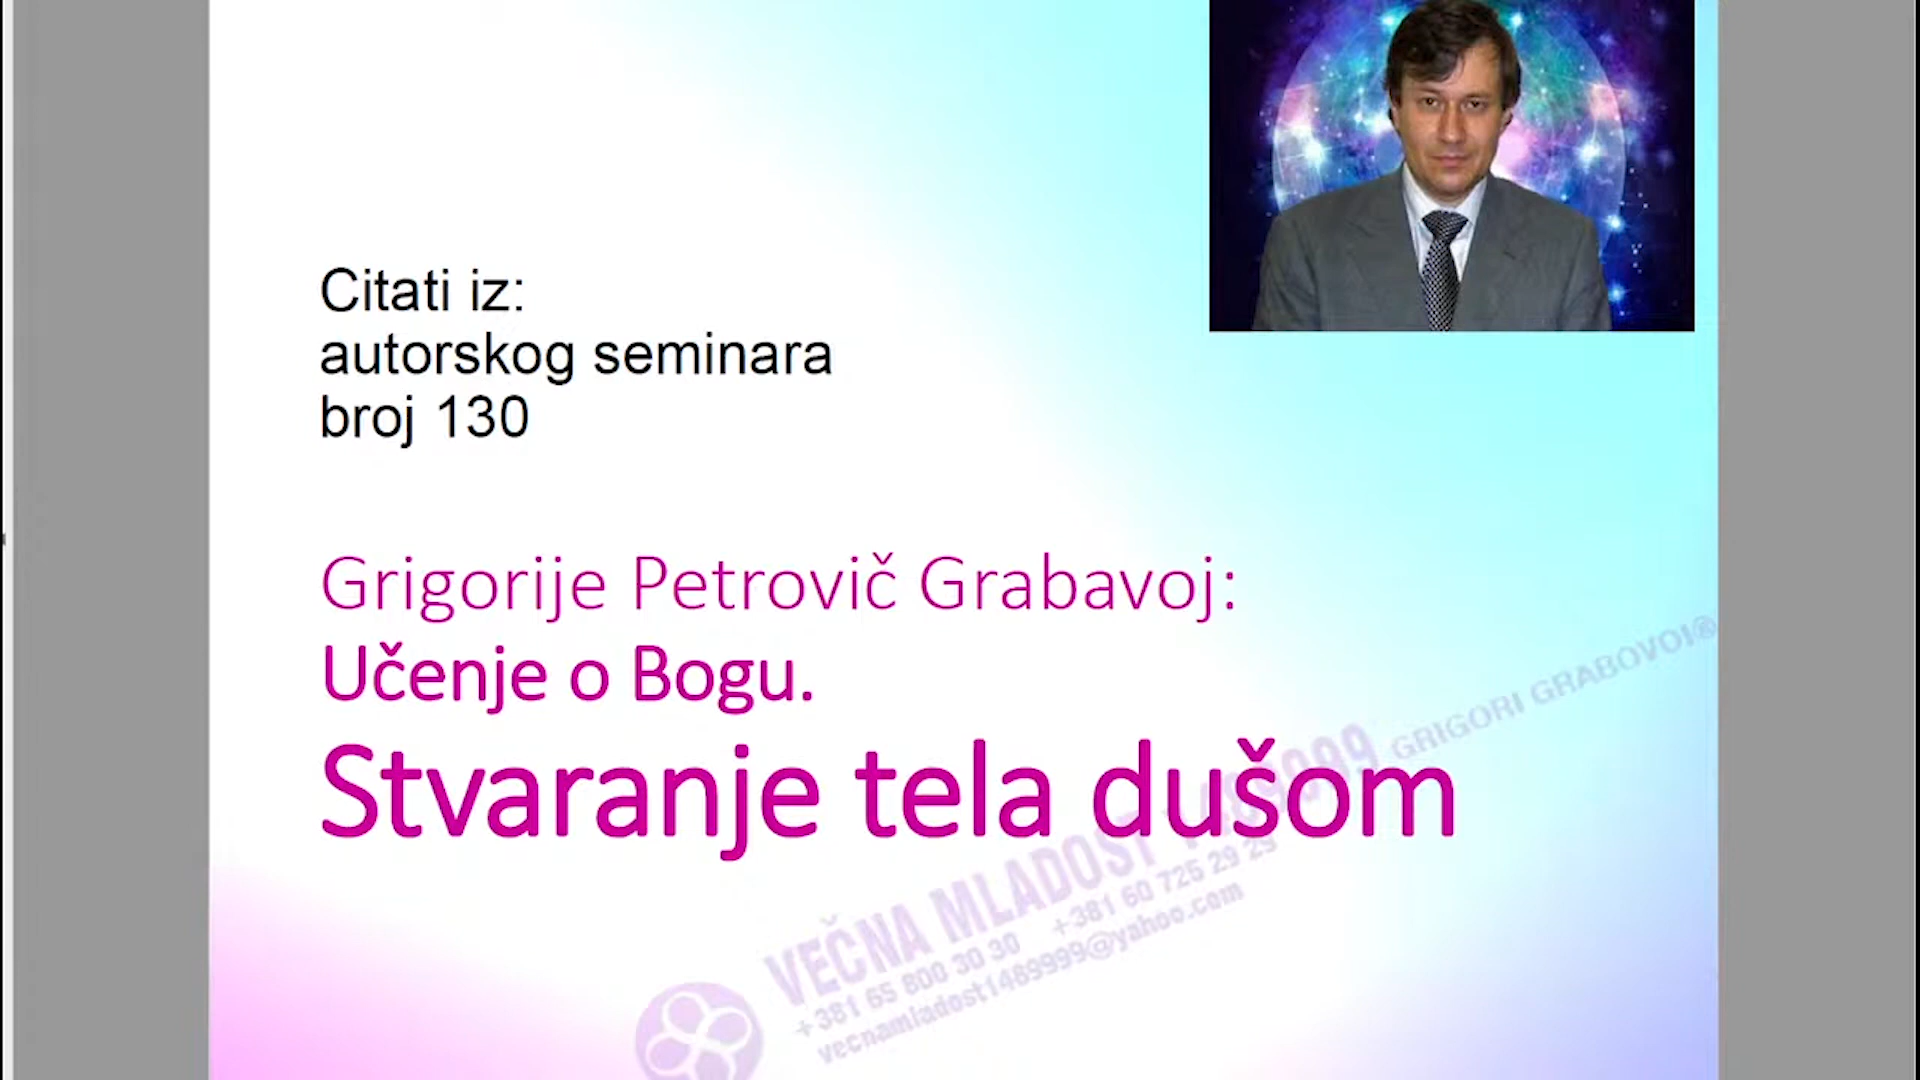 Citati iz:
autorskog seminara
broj 130
Grigorije Petrovič Grabavoj:
Učenje o Bogu.
Stvaranje tela dušom
GRIGORI GRABOVOI®
VEČNA MLADOST
+381 65 800 30 30 +381 60 725 29 29
vecnamladost1489999@yahoo.com